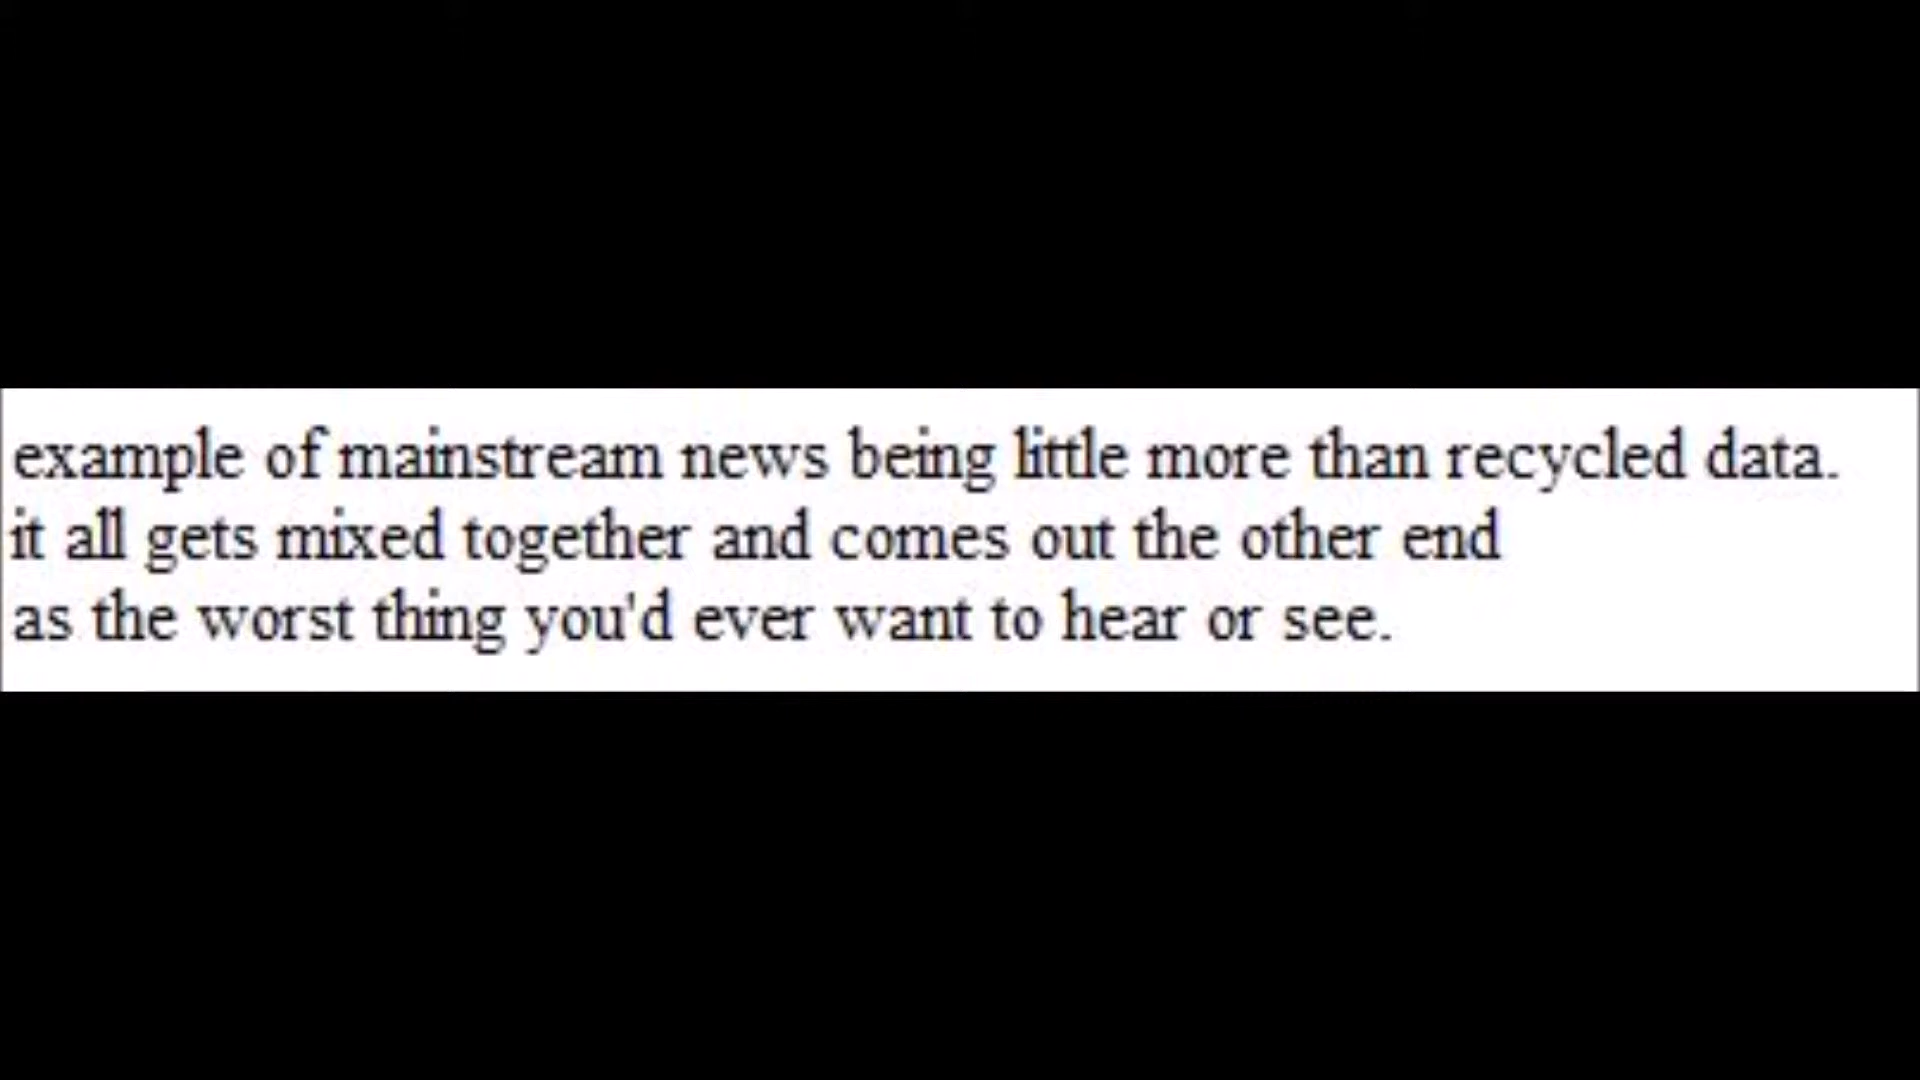 example of mainstream news being little more than recycled data.
it all gets mixed together and comes out the other end
as the worst thing you'd ever want to hear or see.